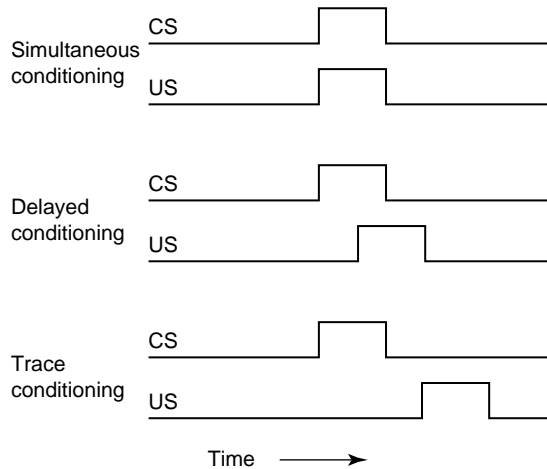 CS
Simultaneous
conditioning
US
CS
Delayed
conditioning
US
CS
Trace
conditioning
US
Time